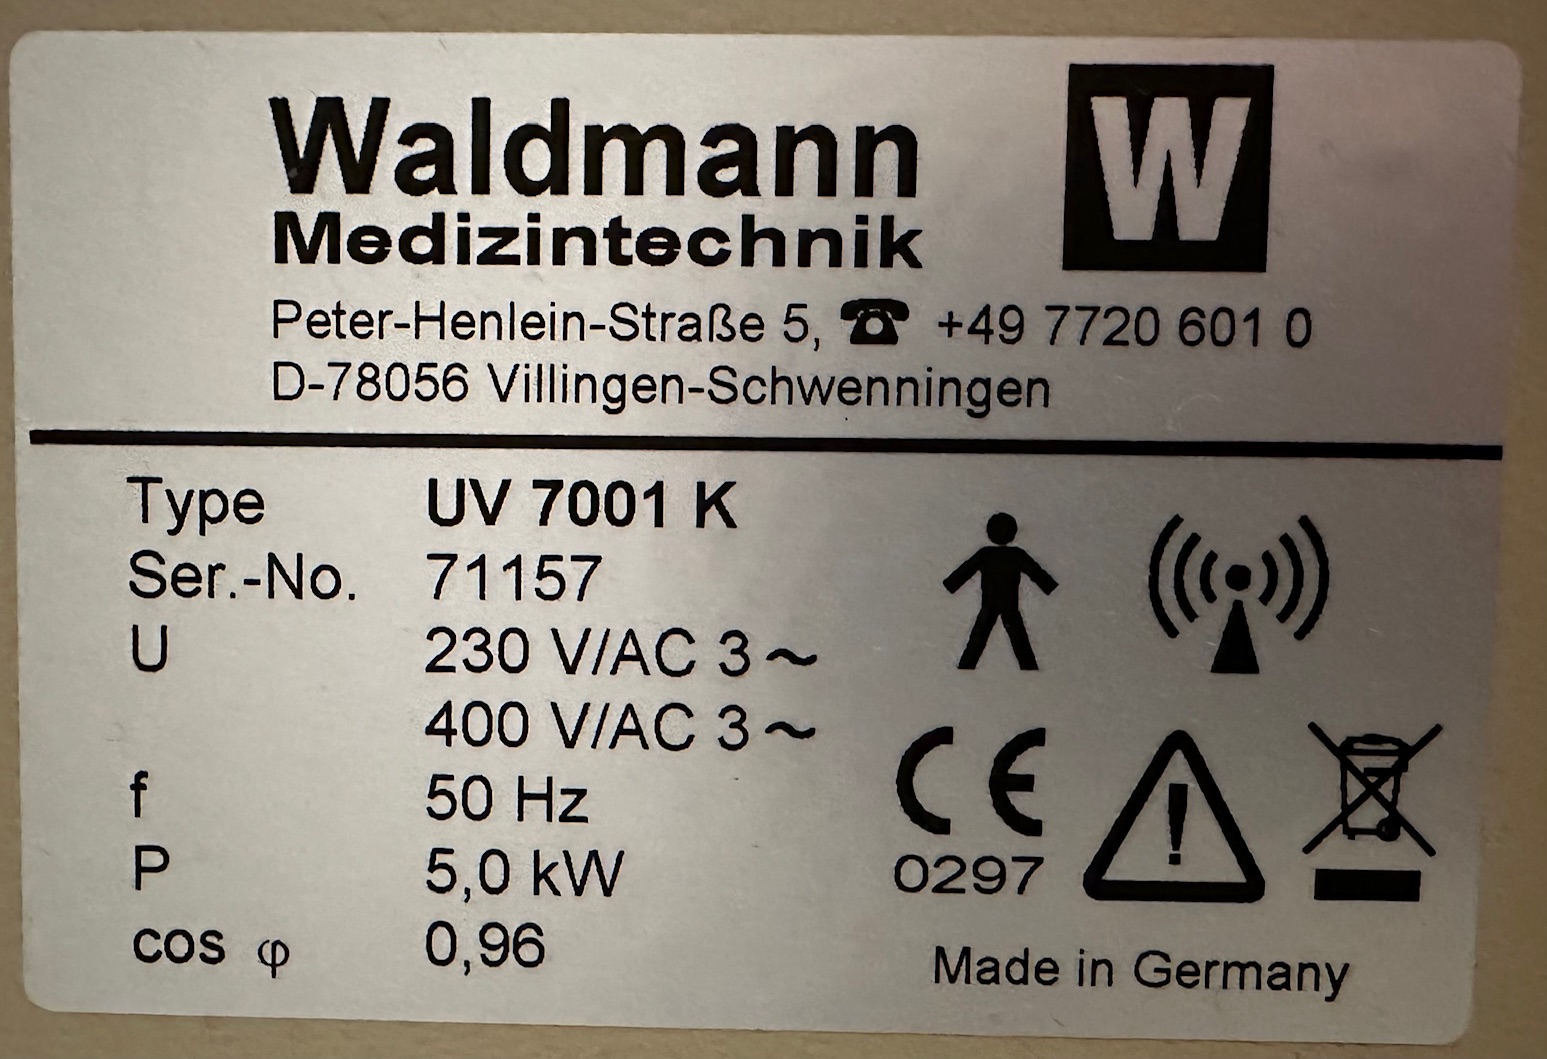 Waldmann
W
Medizintechnik
Peter-Henlein-Straße 5, ☎ +49 7720 601 0
D-78056 Villingen-Schwenningen
Type UV 7001 K
Ser.-No. 71157
U 230 V/AC 3~
400 V/AC 3~
f 50 Hz
P 5,0 kW
cos φ 0,96
CE
0297
!
Made in Germany